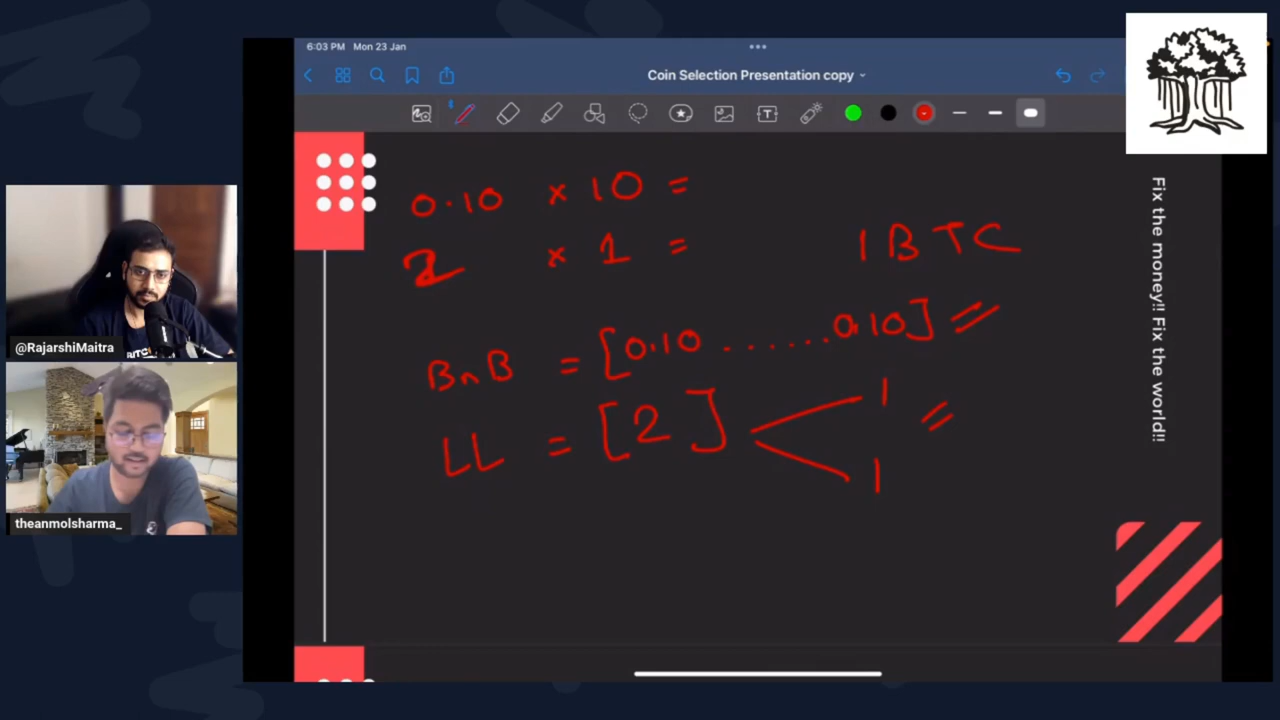 6:03 PM Mon 23 Jan
Coin Selection Presentation copy
T
0.10 × 10 =
2 × 1 =
1 BTC
BnB = [0.10 ...... 0.10] =
LL = [2] 1 =
1
Fix the money!! Fix the world!!
@RajarshiMaitra
theanmolsharma_